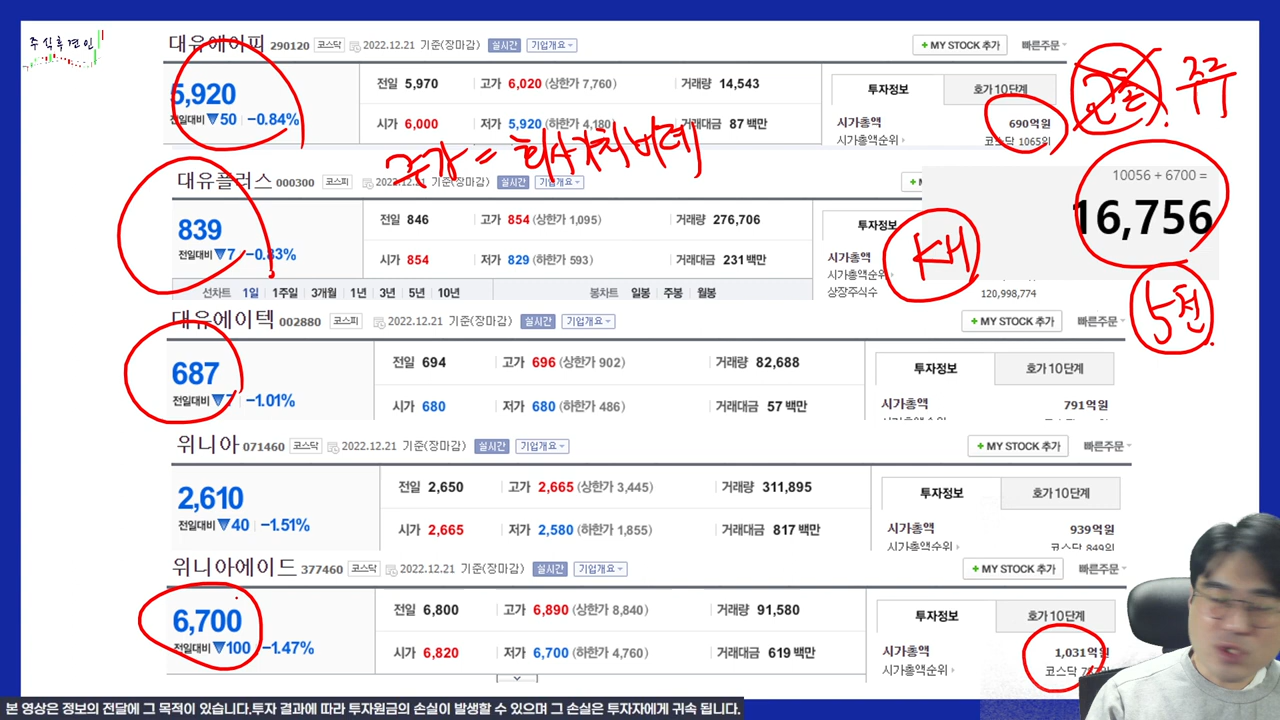 주식후견인
대유에이피 290120 코스닥 2022.12.21 기준(장마감) 실시간 기업개요
+ MY STOCK 추가 빠른주문
5,920
전일대비 ▼50 -0.84%
전일 5,970 고가 6,020 (상한가 7,760) 거래량 14,543
시가 6,000 저가 5,920 (하한가 4,180) 거래대금 87 백만
투자정보 호가 10단계
시가총액 690억원
시가총액순위 코스닥 1065위
주주
주가 = 회사가치 비례
대유플러스 000300 코스피 2022.12.21 기준(장마감) 실시간 기업개요
839
전일대비 ▼7 -0.83%
전일 846 고가 854 (상한가 1,095) 거래량 276,706
시가 854 저가 829 (하한가 593) 거래대금 231 백만
선차트 1일 1주일 3개월 1년 3년 5년 10년 봉차트 일봉 주봉 월봉
투자정보
시가총액
시가총액순위
상장주식수 120,998,774
10056 + 6700 =
16,756
5천
대유에이텍 002880 코스피 2022.12.21 기준(장마감) 실시간 기업개요
+ MY STOCK 추가 빠른주문
687
전일대비 ▼7 -1.01%
전일 694 고가 696 (상한가 902) 거래량 82,688
시가 680 저가 680 (하한가 486) 거래대금 57 백만
투자정보 호가 10단계
시가총액 791억원
위니아 071460 코스닥 2022.12.21 기준(장마감) 실시간 기업개요
+ MY STOCK 추가 빠른주문
2,610
전일대비 ▼40 -1.51%
전일 2,650 고가 2,665 (상한가 3,445) 거래량 311,895
시가 2,665 저가 2,580 (하한가 1,855) 거래대금 817 백만
투자정보 호가 10단계
시가총액 939억원
시가총액순위 코스닥 849위
위니아에이드 377460 코스닥 2022.12.21 기준(장마감) 실시간 기업개요
+ MY STOCK 추가 빠른주문
6,700
전일대비 ▼100 -1.47%
전일 6,800 고가 6,890 (상한가 8,840) 거래량 91,580
시가 6,820 저가 6,700 (하한가 4,760) 거래대금 619 백만
투자정보 호가 10단계
시가총액 1,031억원
시가총액순위 코스닥
본 영상은 정보의 전달에 그 목적이 있습니다.투자 결과에 따라 투자원금의 손실이 발생할 수 있으며 그 손실은 투자자에게 귀속 됩니다.